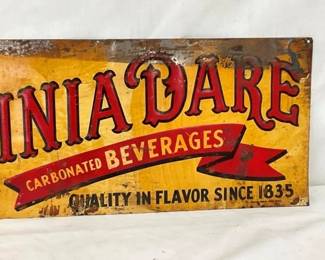 INIA DARE
CARBONATED BEVERAGES
QUALITY IN FLAVOR SINCE 1835